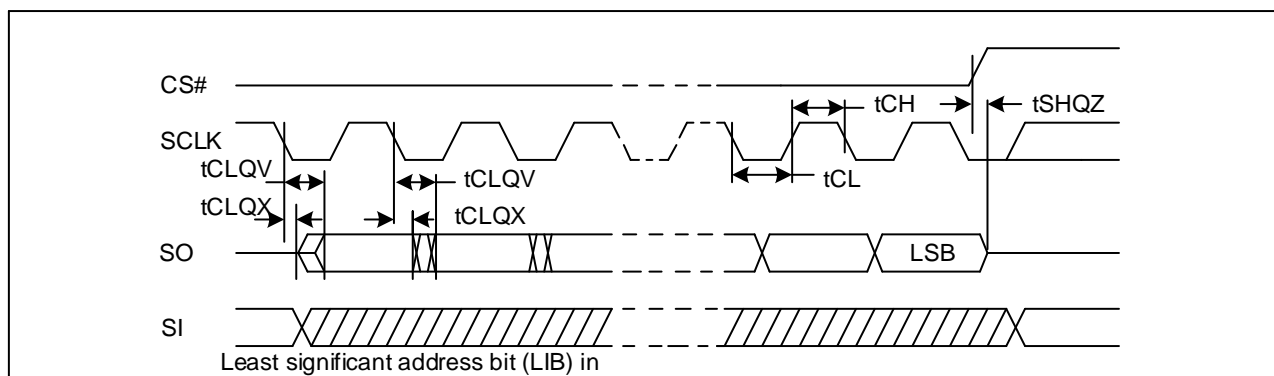 CS#
tCH
tSHQZ
SCLK
tCLQV
tCLQV
tCL
tCLQX
tCLQX
SO
LSB
SI
Least significant address bit (LIB) in